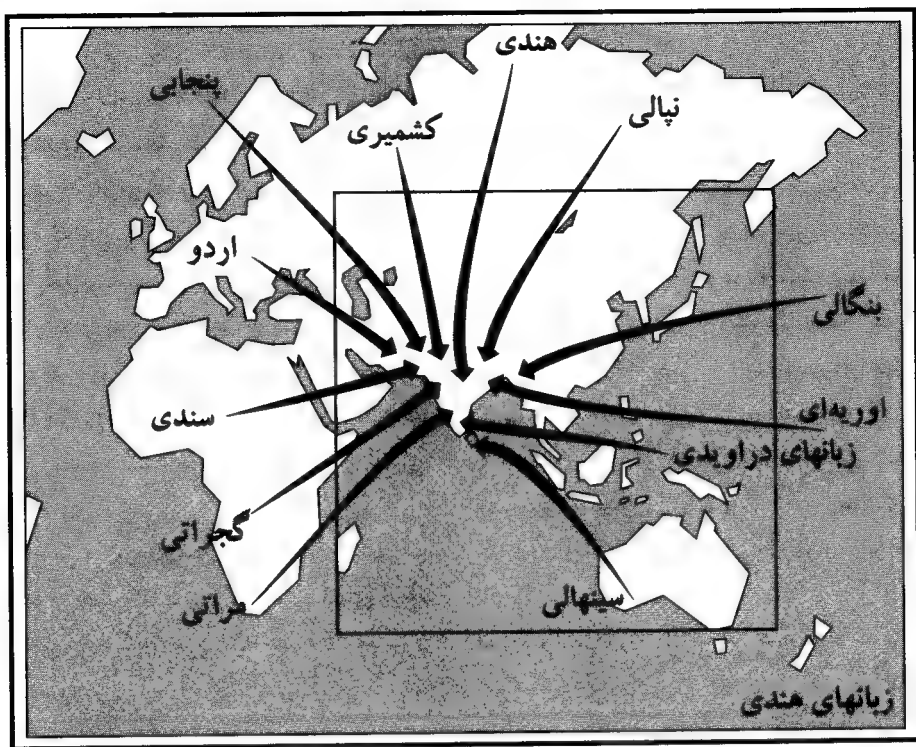 هندی
پنجابی
نپالی
کشمیری
اردو
بنگالی
اوریه‌ای
سندی
زبانهای دراویدی
گجراتی
سینهالی
مراتی
زبانهای هندی